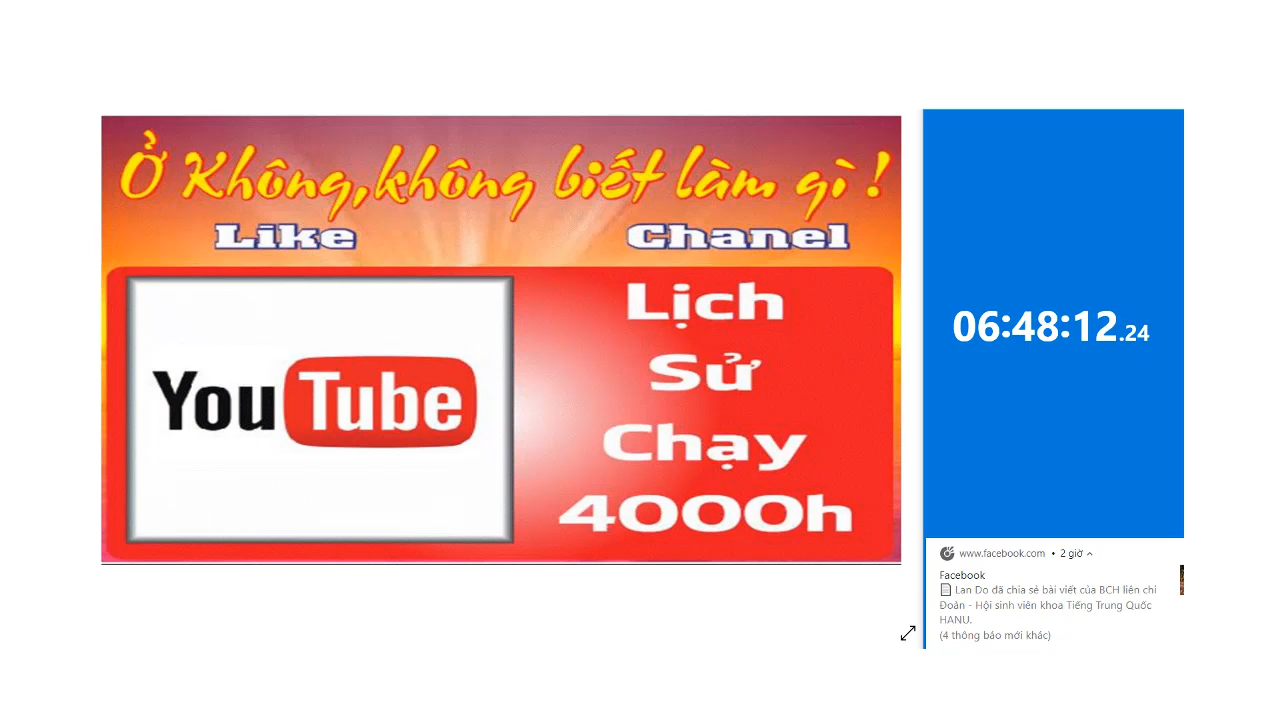 Ở Không,không biết làm gì !
Like Chanel
YouTube
Lịch
Sử
Chạy
4000h
06:48:12.24
www.facebook.com • 2 giờ
Facebook
Lan Do đã chia sẻ bài viết của BCH liên chi
Đoàn - Hội sinh viên khoa Tiếng Trung Quốc
HANU.
(4 thông báo mới khác)